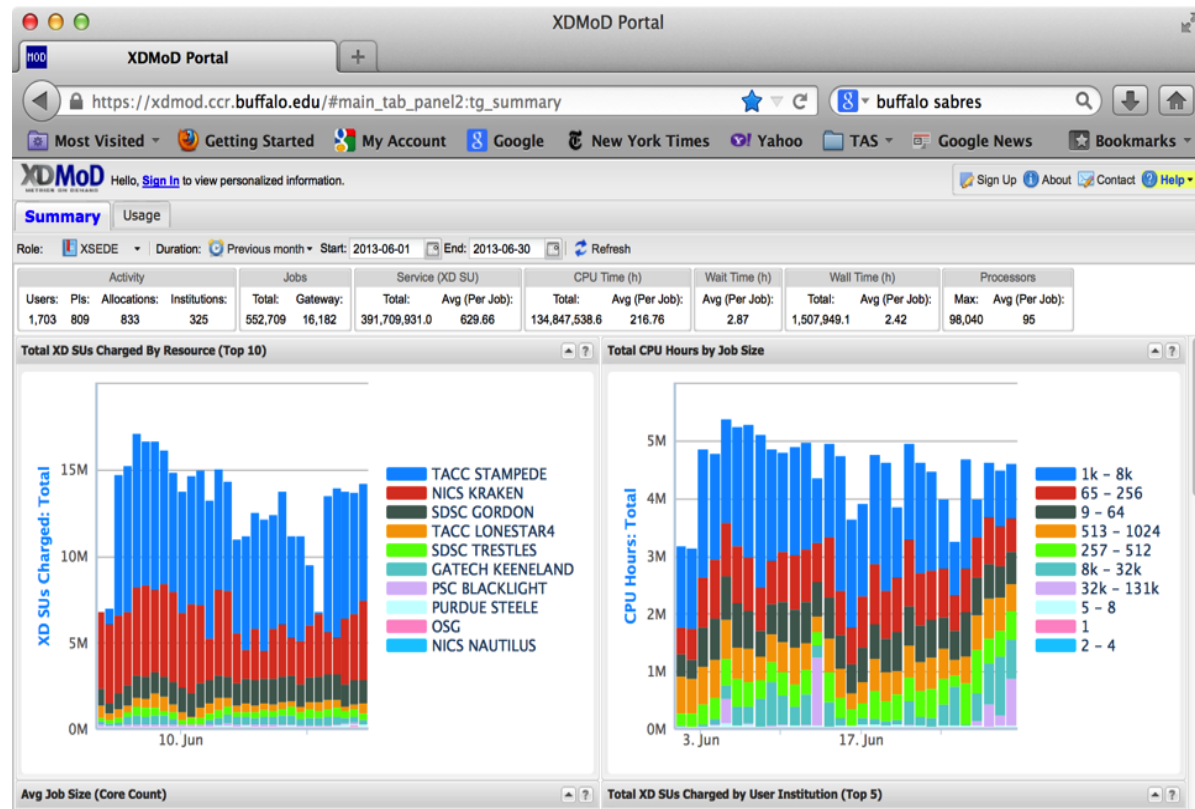 XDMoD Portal
MOD XDMoD Portal
https://xdmod.ccr.buffalo.edu/#main_tab_panel2:tg_summary
8 buffalo sabres
Most Visited Getting Started My Account Google New York Times Yahoo TAS Google News Bookmarks
XDMoD METRICS ON DEMAND Hello, Sign In to view personalized information. Sign Up About Contact Help
Summary Usage
Role: XSEDE Duration: Previous month Start: 2013-06-01 End: 2013-06-30 Refresh
Activity Jobs Service (XD SU) CPU Time (h) Wait Time (h) Wall Time (h) Processors
Users: PIs: Allocations: Institutions: Total: Gateway: Total: Avg (Per Job): Total: Avg (Per Job): Avg (Per Job): Total: Avg (Per Job): Max: Avg (Per Job):
1,703 809 833 325 552,709 16,182 391,709,931.0 629.66 134,847,538.6 216.76 2.87 1,507,949.1 2.42 98,040 95
Total XD SUs Charged By Resource (Top 10)
XD SUs Charged: Total
15M
10M
5M
0M
10. Jun
TACC STAMPEDE
NICS KRAKEN
SDSC GORDON
TACC LONESTAR4
SDSC TRESTLES
GATECH KEENELAND
PSC BLACKLIGHT
PURDUE STEELE
OSG
NICS NAUTILUS
Total CPU Hours by Job Size
CPU Hours: Total
5M
4M
3M
2M
1M
0M
3. Jun 17. Jun
1k – 8k
65 – 256
9 – 64
513 – 1024
257 – 512
8k – 32k
32k – 131k
5 – 8
1
2 – 4
Avg Job Size (Core Count)
Total XD SUs Charged by User Institution (Top 5)